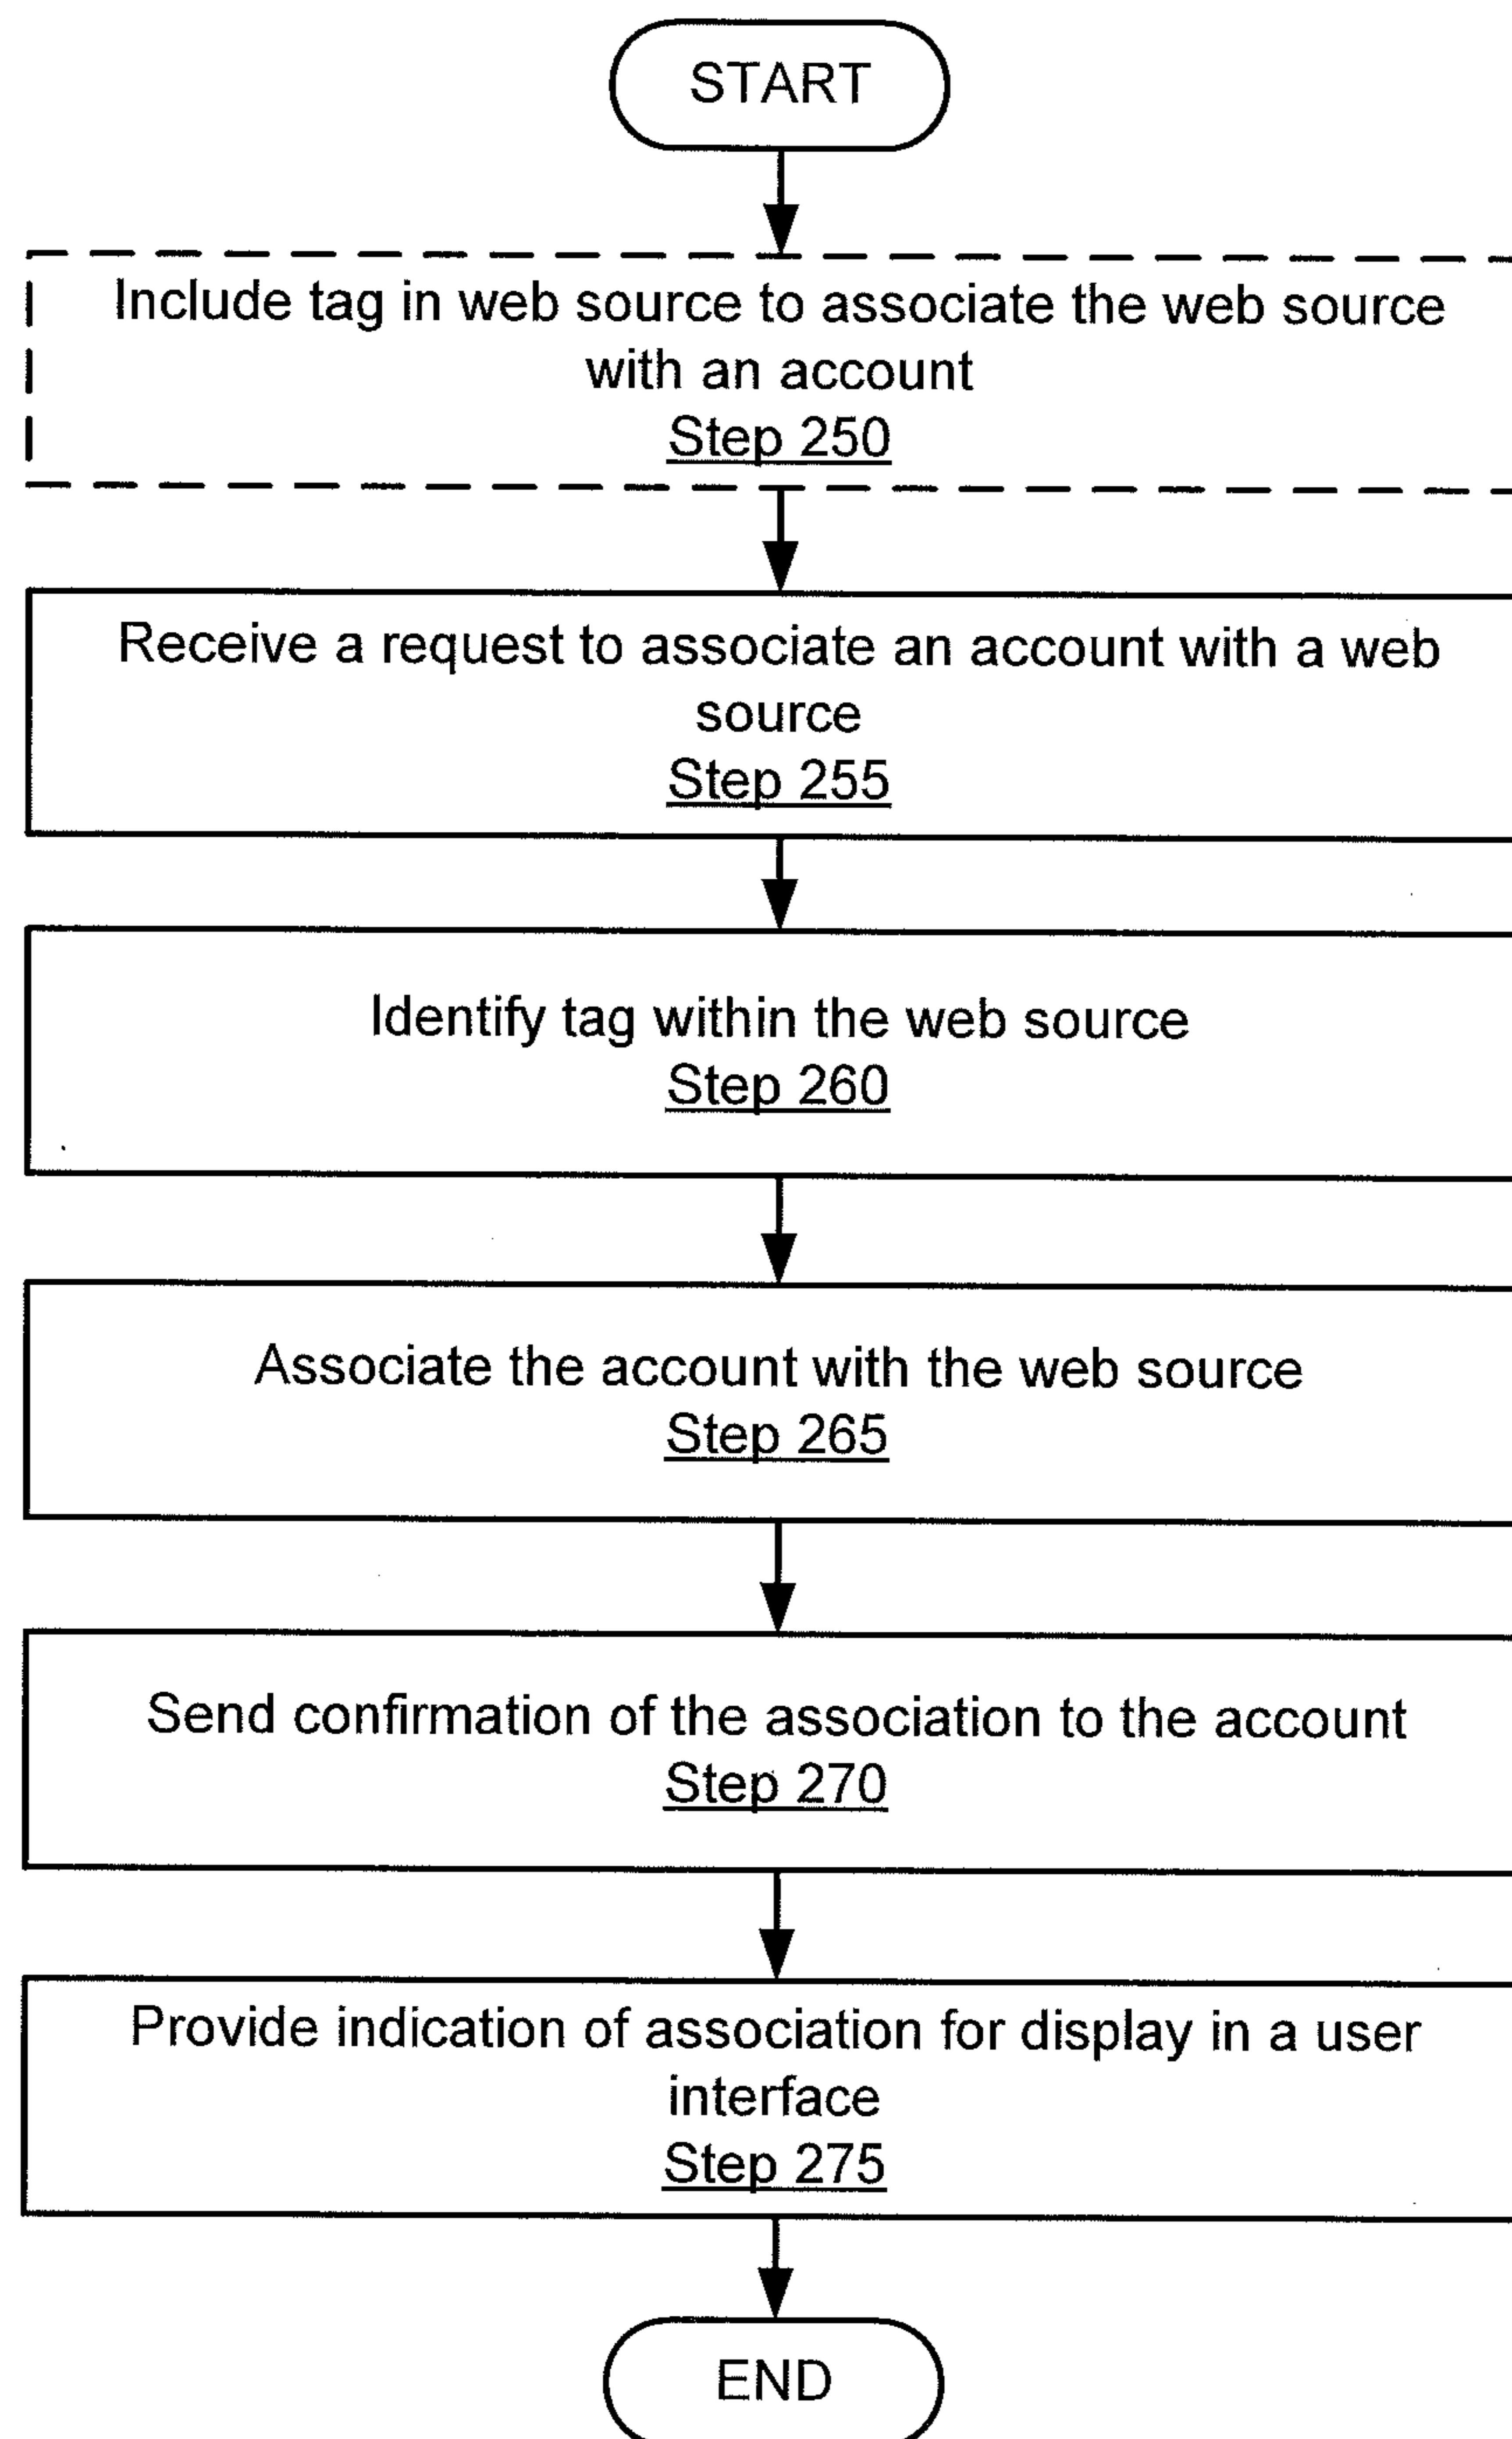 START
Include tag in web source to associate the web source
with an account
Step 250
Receive a request to associate an account with a web
source
Step 255
Identify tag within the web source
Step 260
Associate the account with the web source
Step 265
Send confirmation of the association to the account
Step 270
Provide indication of association for display in a user
interface
Step 275
END